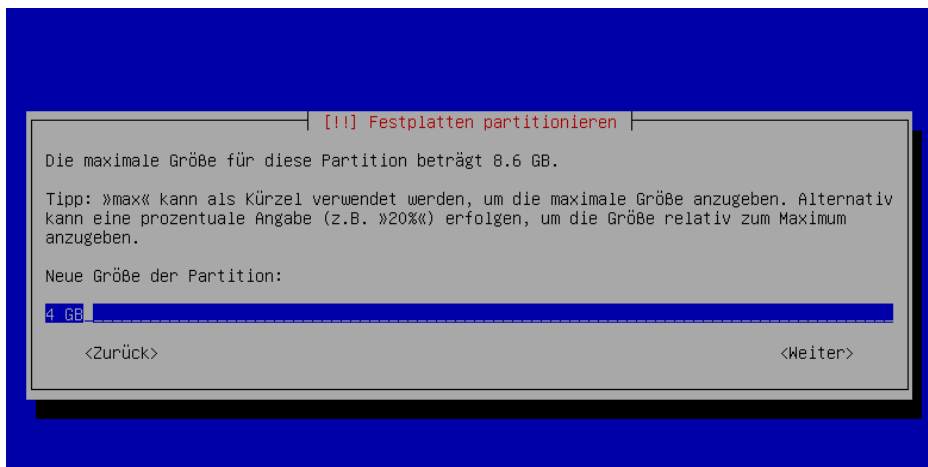 [!!] Festplatten partitionieren
Die maximale Größe für diese Partition beträgt 8.6 GB.
Tipp: »max« kann als Kürzel verwendet werden, um die maximale Größe anzugeben. Alternativ
kann eine prozentuale Angabe (z.B. »20%«) erfolgen, um die Größe relativ zum Maximum
anzugeben.
Neue Größe der Partition:
4 GB
<Zurück> <Weiter>